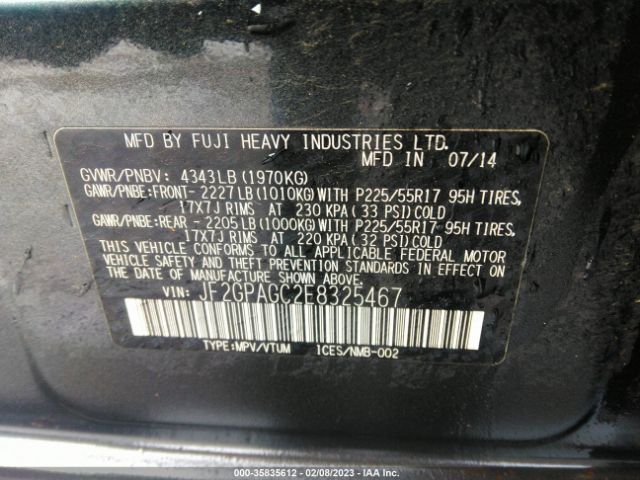 MFD BY FUJI HEAVY INDUSTRIES LTD.
MFD IN 07/14
GVWR/PNBV: 4343LB(1970KG)
GAWR/PNBE:FRONT- 2227LB(1010KG)WITH P225/55R17 95H TIRES,
17X7J RIMS AT 230 KPA(33 PSI)COLD
GAWR/PNBE:REAR -2205LB(1000KG)WITH P225/55R17 95H TIRES,
17X7J RIMS AT 220 KPA(32 PSI)COLD
THIS VEHICLE CONFORMS TO ALL APPLICABLE FEDERAL MOTOR
VEHICLE SAFETY AND THEFT PREVENTION STANDARDS IN EFFECT
ON THE DATE OF MANUFACTURE SHOWN ABOVE.
VIN: JF2GPAGC2E8325467
TYPE:MPV/VTUM ICES/NMB-002
000-35835612 - 02/08/2023 - IAA Inc.